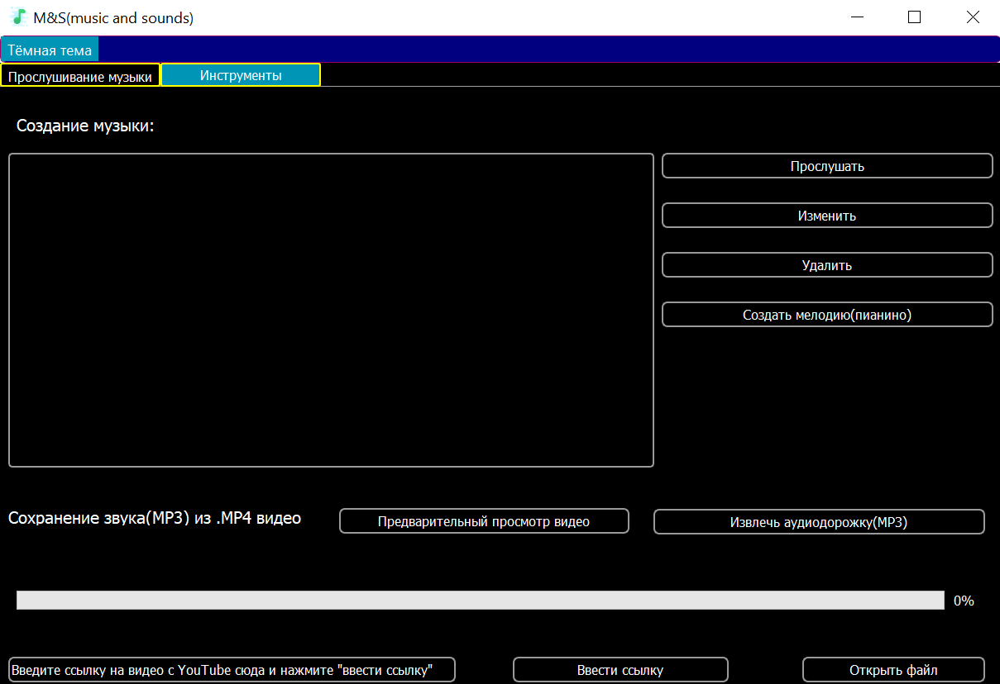 M&S(music and sounds)
Тёмная тема
Прослушивание музыки
Инструменты
Создание музыки:
Прослушать
Изменить
Удалить
Создать мелодию(пианино)
Сохранение звука(MP3) из .MP4 видео
Предварительный просмотр видео
Извлечь аудиодорожку(MP3)
0%
Введите ссылку на видео с YouTube сюда и нажмите "ввести ссылку"
Ввести ссылку
Открыть файл